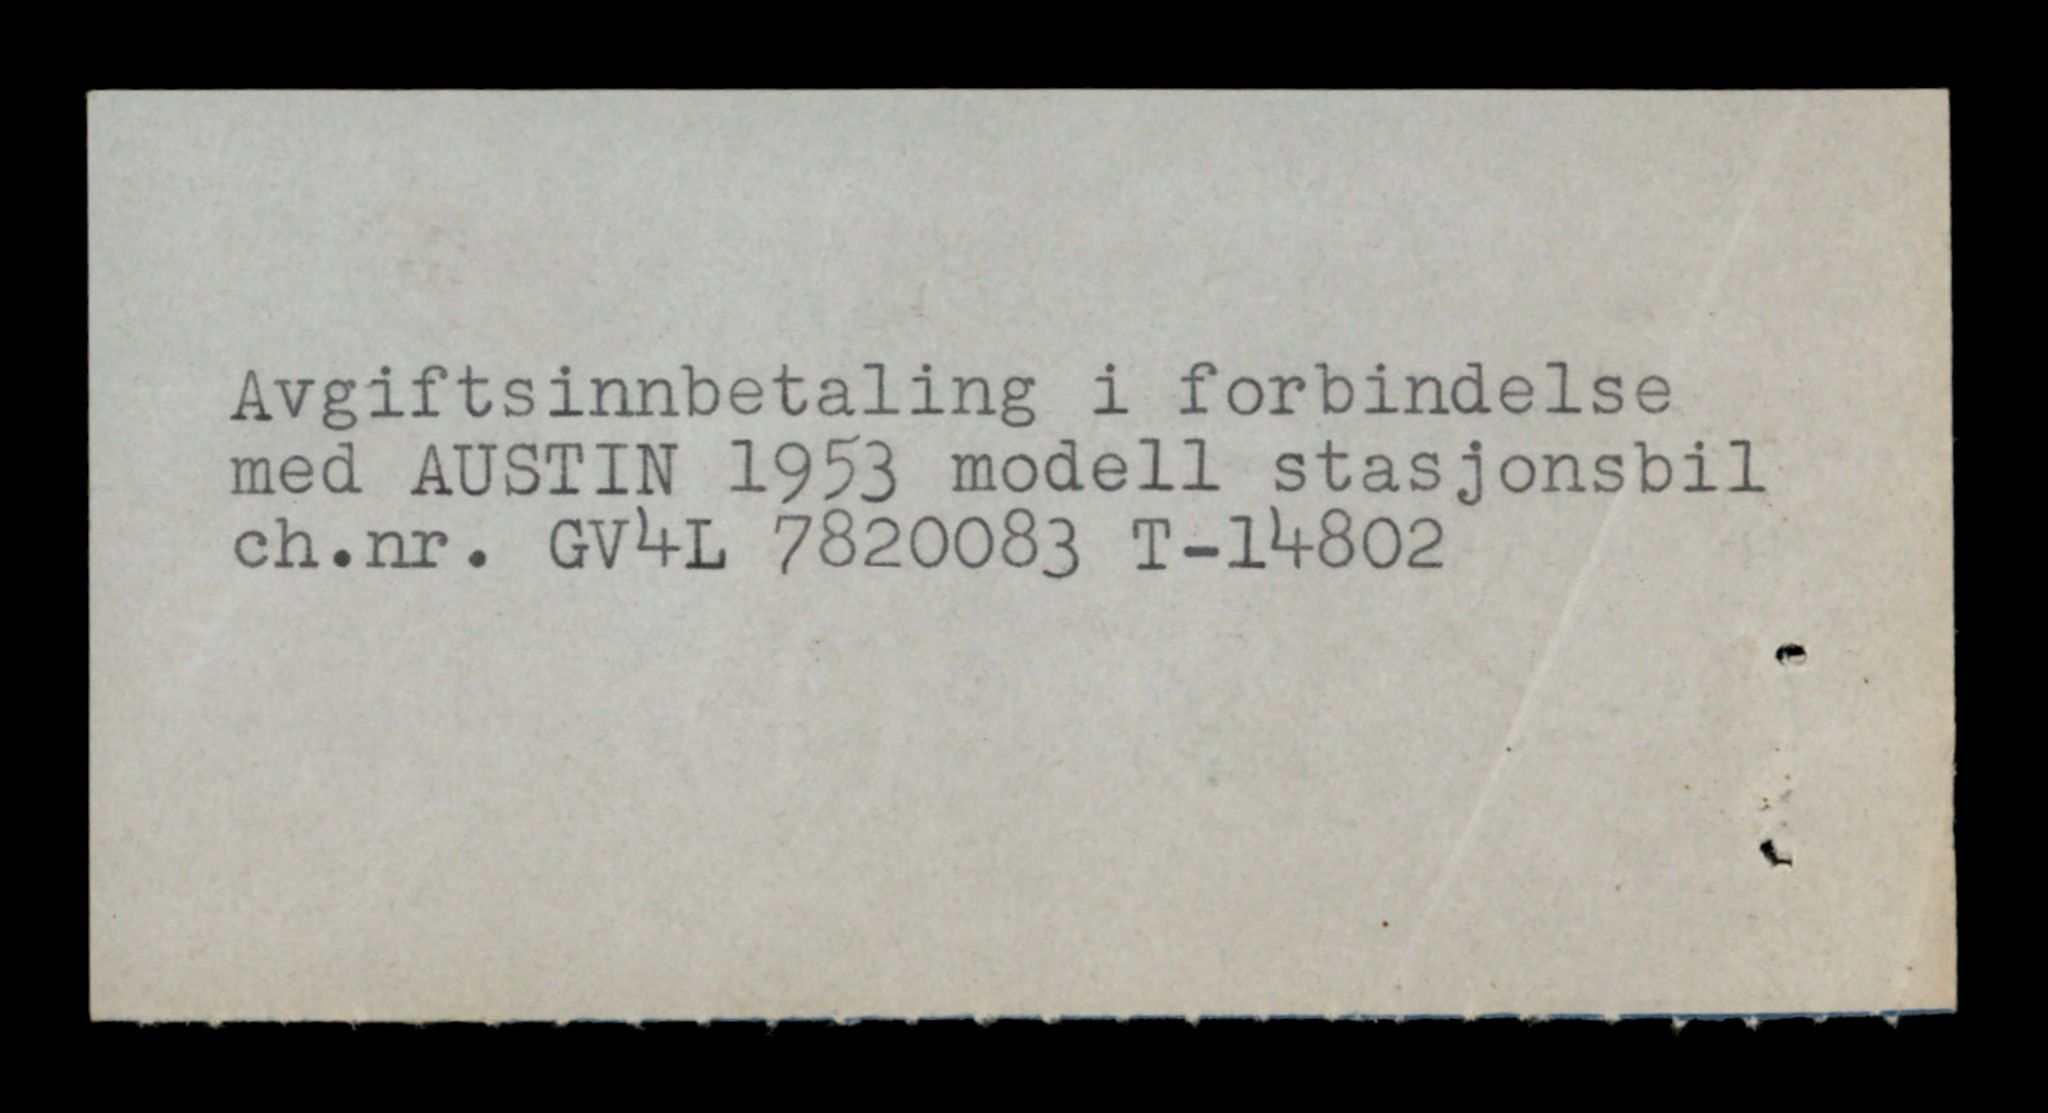 Avgiftsinnbetaling i forbindelse
med AUSTIN 1953 modell stasjonsbil
ch.nr. GV4L 7820083 T-14802